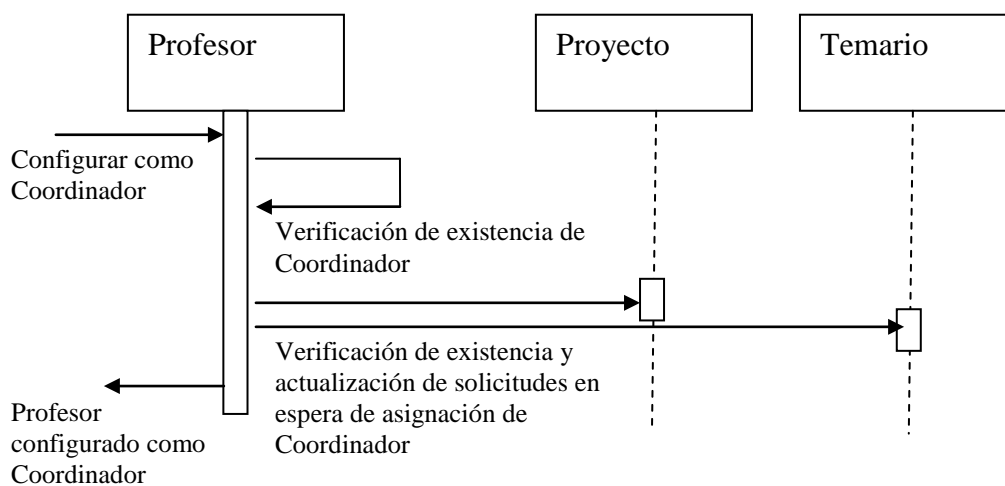 Profesor
Proyecto
Temario
Configurar como
Coordinador
Verificación de existencia de
Coordinador
Verificación de existencia y
actualización de solicitudes en
espera de asignación de
Coordinador
Profesor
configurado como
Coordinador